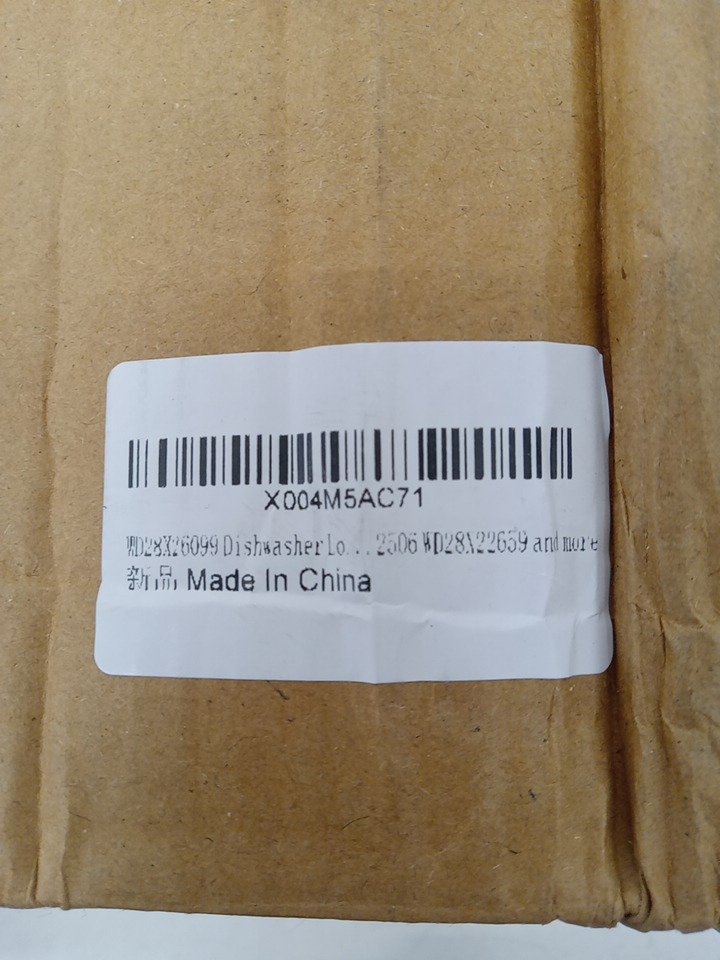 X004M5AC71
WD28X26099 Dishwasher Lo...2506 WD28X22659 and more
新品 Made In China